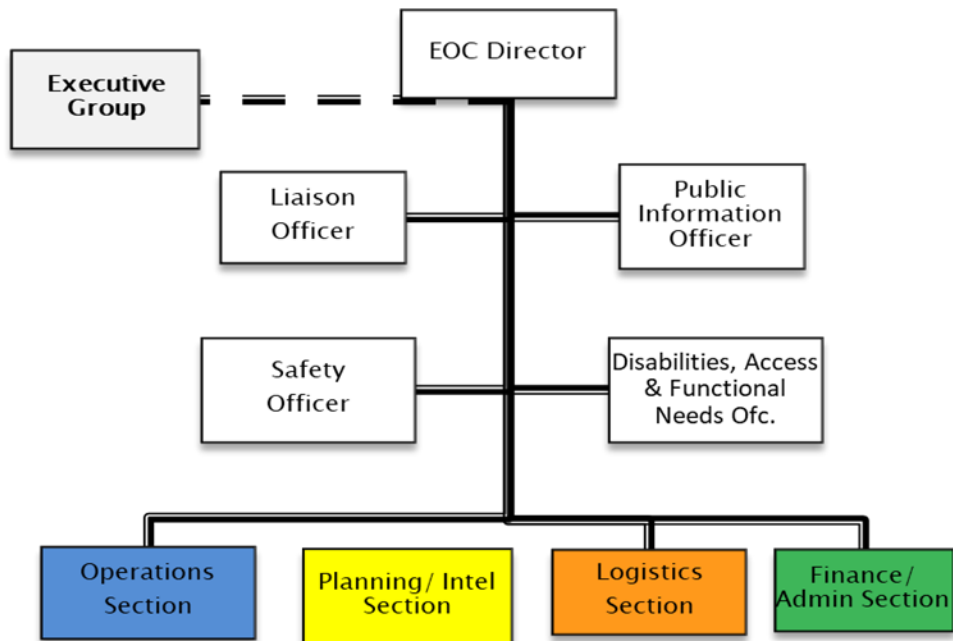 EOC Director
Executive
Group
Liaison
Officer
Public
Information
Officer
Safety
Officer
Disabilities, Access
& Functional
Needs Ofc.
Operations
Section
Planning/ Intel
Section
Logistics
Section
Finance/
Admin Section